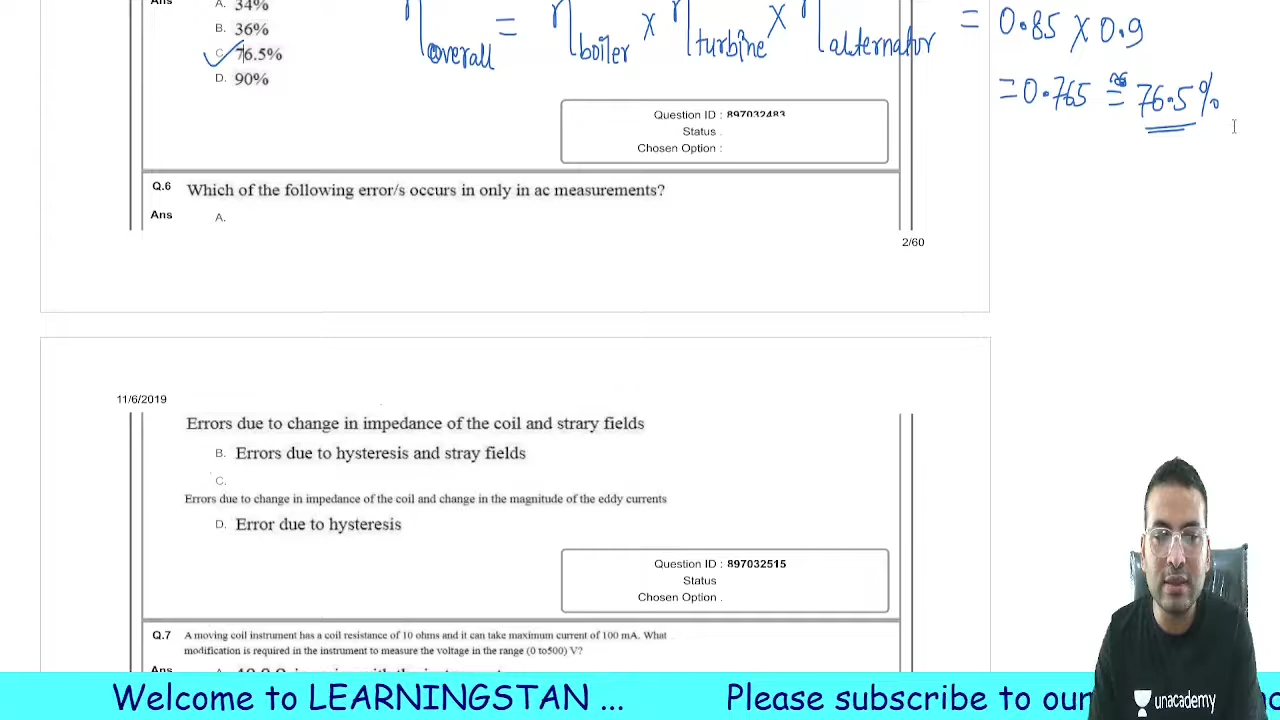 Ans A. 34%
B. 36%
C. 76.5%
D. 90%
η overall = η boiler × η turbine × η alternator = 0.85 × 0.9
= 0.765 = 76.5%
Question ID : 897032483
Status
Chosen Option :
Q.6 Which of the following error/s occurs in only in ac measurements?
Ans A.
2/60
11/6/2019
Errors due to change in impedance of the coil and strary fields
B. Errors due to hysteresis and stray fields
C.
Errors due to change in impedance of the coil and change in the magnitude of the eddy currents
D. Error due to hysteresis
Question ID : 897032515
Status
Chosen Option .
Q.7 A moving coil instrument has a coil resistance of 10 ohms and it can take maximum current of 100 mA. What
modification is required in the instrument to measure the voltage in the range (0 to500) V?
Ans
Welcome to LEARNINGSTAN ... Please subscribe to our
unacademy